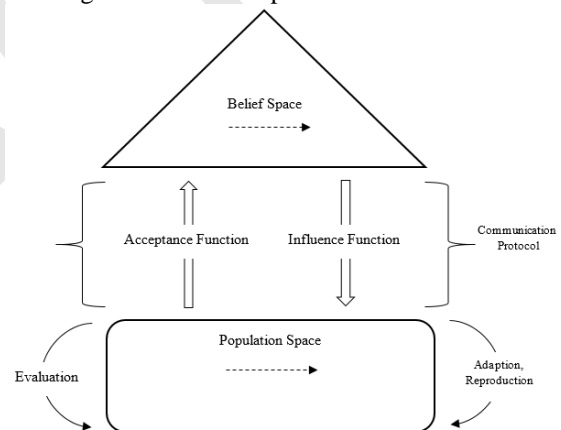 Belief Space
Acceptance Function
Influence Function
Communication
Protocol
Population Space
Evaluation
Adaption,
Reproduction